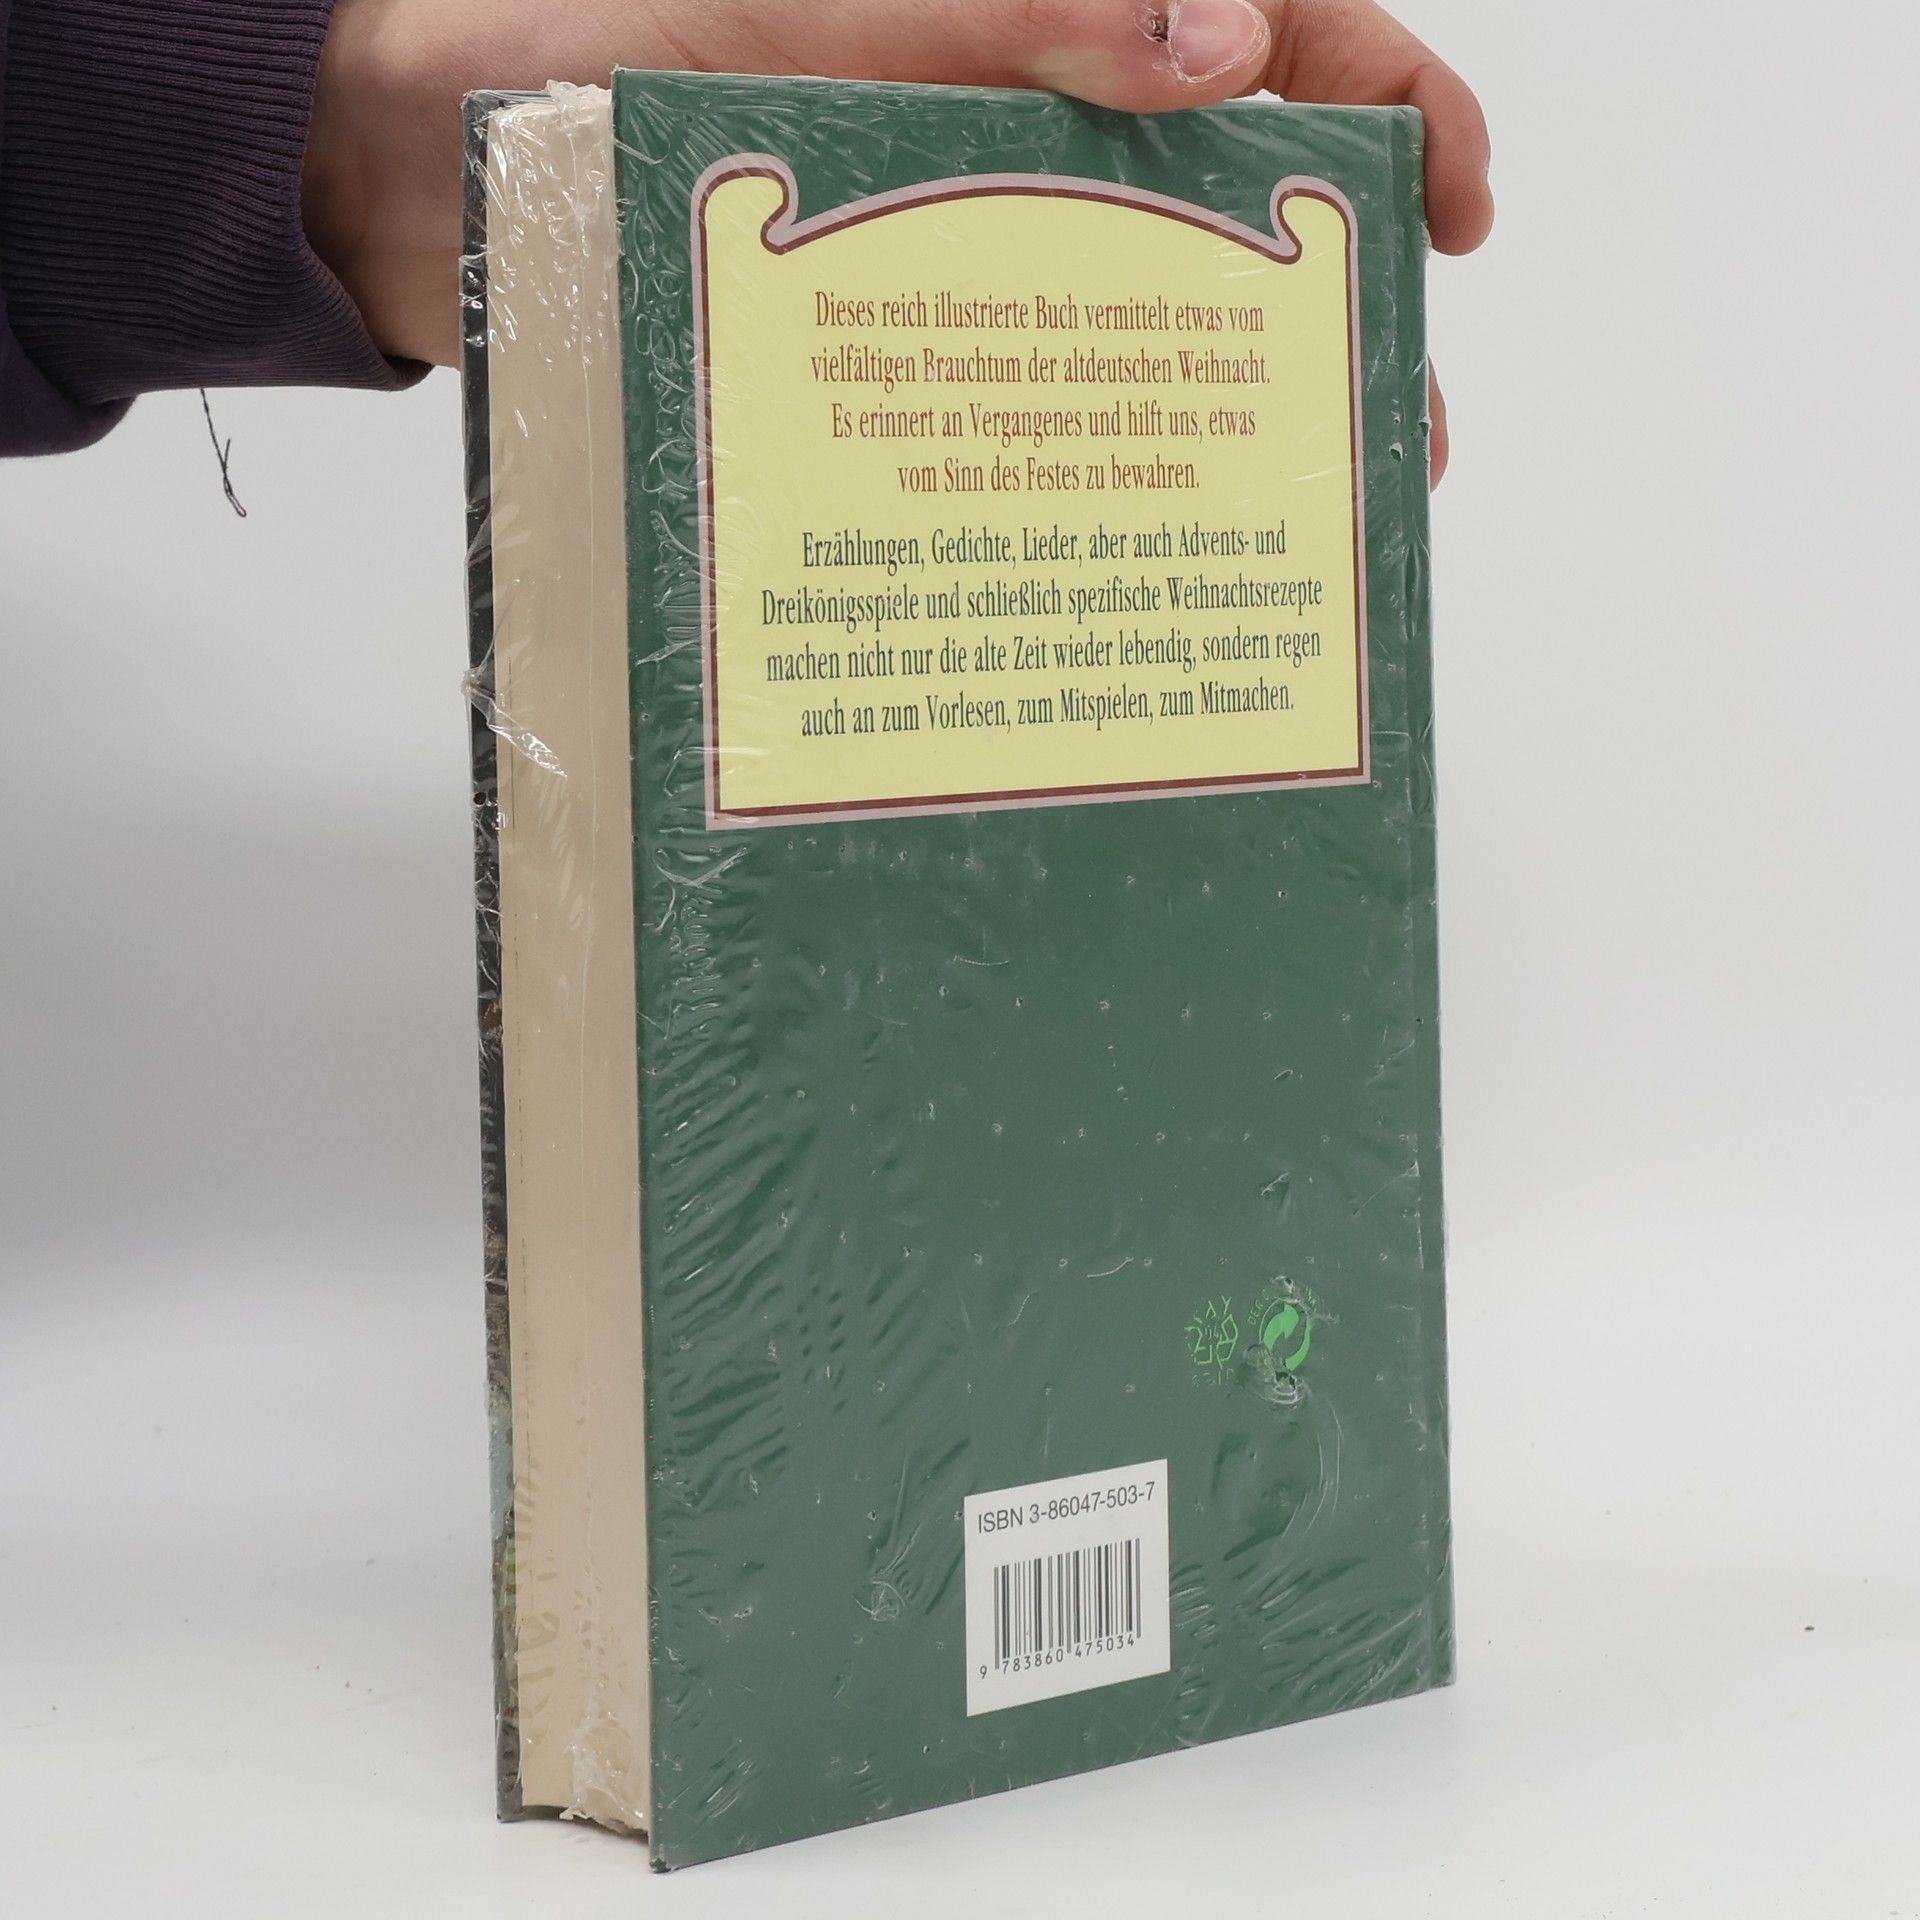 Dieses reich illustrierte Buch vermittelt etwas vom
vielfältigen Brauchtum der altdeutschen Weihnacht.
Es erinnert an Vergangenes und hilft uns, etwas
vom Sinn des Festes zu bewahren.
Erzählungen, Gedichte, Lieder, aber auch Advents- und
Dreikönigsspiele und schließlich spezifische Weihnachtsrezepte
machen nicht nur die alte Zeit wieder lebendig, sondern regen
auch an zum Vorlesen, zum Mitspielen, zum Mitmachen.
ISBN 3-86047-503-7
9 783860 475034